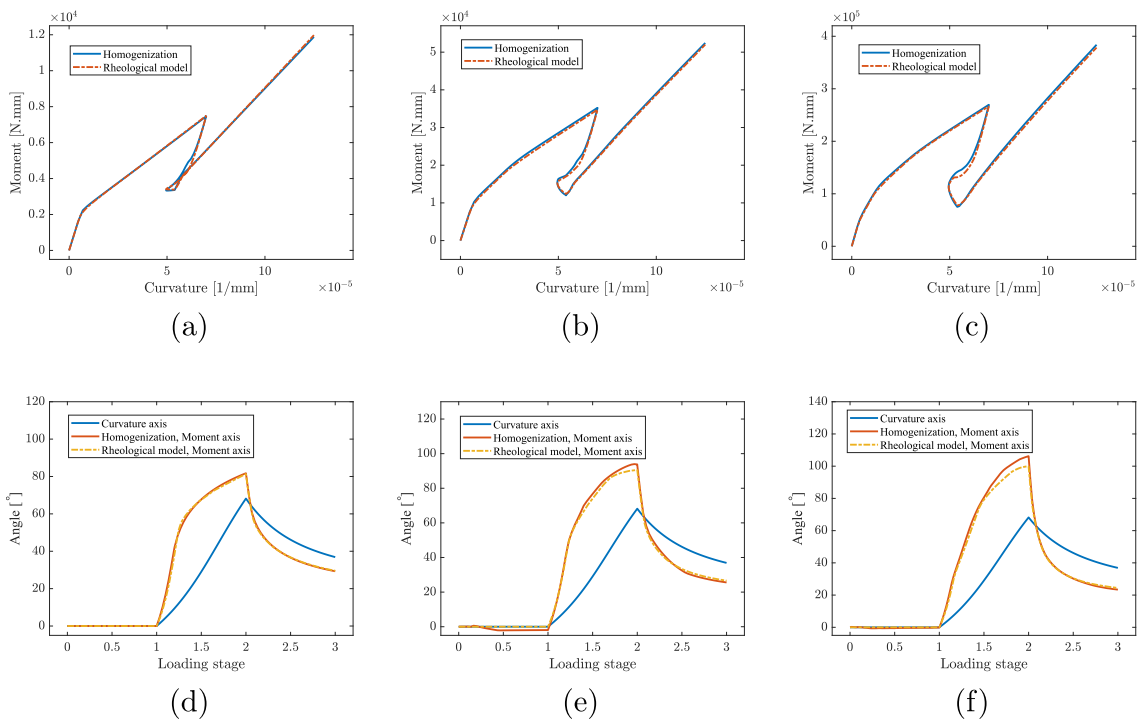 ×10⁴
Homogenization
Rheological model
Moment [N.mm]
1.2
1
0.8
0.6
0.4
0.2
0
0
5
10
Curvature [1/mm]
×10⁻⁵
(a)
×10⁴
Homogenization
Rheological model
Moment [N.mm]
5
4
3
2
1
0
0
5
10
Curvature [1/mm]
×10⁻⁵
(b)
×10⁵
Homogenization
Rheological model
Moment [N.mm]
4
3
2
1
0
0
5
10
Curvature [1/mm]
×10⁻⁵
(c)
Curvature axis
Homogenization, Moment axis
Rheological model, Moment axis
Angle [°]
120
100
80
60
40
20
0
0
0.5
1
1.5
2
2.5
3
Loading stage
(d)
Curvature axis
Homogenization, Moment axis
Rheological model, Moment axis
Angle [°]
130
120
100
80
60
40
20
0
0
0.5
1
1.5
2
2.5
3
Loading stage
(e)
Curvature axis
Homogenization, Moment axis
Rheological model, Moment axis
Angle [°]
140
120
100
80
60
40
20
0
0
0.5
1
1.5
2
2.5
3
Loading stage
(f)